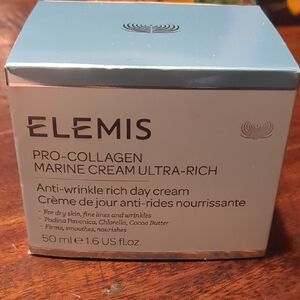 ELEMIS
PRO-COLLAGEN
MARINE CREAM ULTRA-RICH
Anti-wrinkle rich day cream
Crème de jour anti-rides nourrissante
· For dry skin, fine lines and wrinkles
· Padina Pavonica, Chlorella, Cocoa Butter
· Firms, smoothes, nourishes
50 ml e 1.6 US fl.oz.